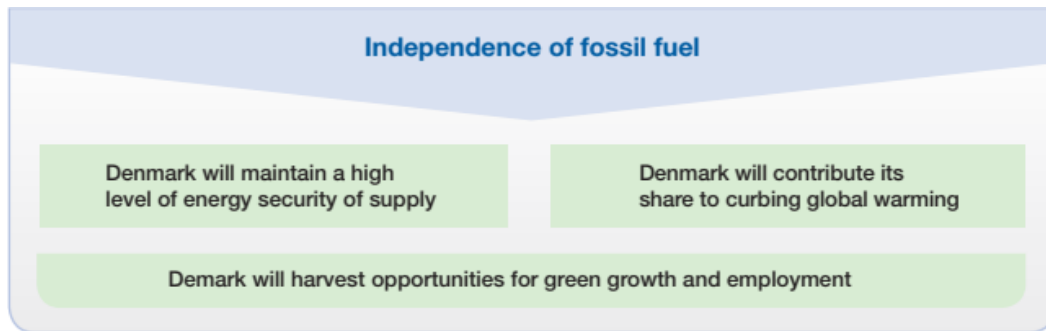 Independence of fossil fuel
Denmark will maintain a high
level of energy security of supply
Denmark will contribute its
share to curbing global warming
Demark will harvest opportunities for green growth and employment